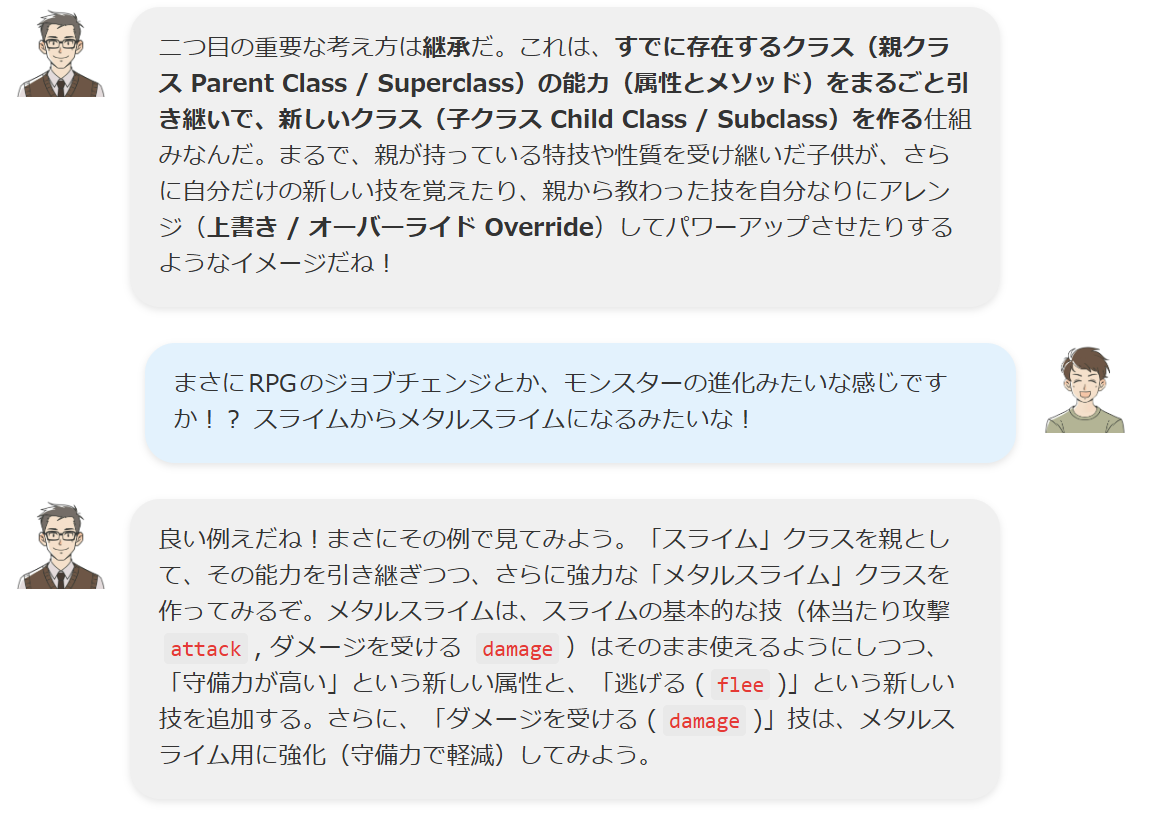 二つ目の重要な考え方は継承だ。これは、すでに存在するクラス（親クラ
ス Parent Class / Superclass）の能力（属性とメソッド）をまるごと引
き継いで、新しいクラス（子クラス Child Class / Subclass）を作る仕組
みなんだ。まるで、親が持っている特技や性質を受け継いだ子供が、さら
に自分だけの新しい技を覚えたり、親から教わった技を自分なりにアレン
ジ（上書き / オーバーライド Override）してパワーアップさせたりする
ようなイメージだね！
まさにRPGのジョブチェンジとか、モンスターの進化みたいな感じです
か！？ スライムからメタルスライムになるみたいな！
良い例えだね！まさにその例で見てみよう。「スライム」クラスを親とし
て、その能力を引き継ぎつつ、さらに強力な「メタルスライム」クラスを
作ってみるぞ。メタルスライムは、スライムの基本的な技（体当たり攻撃
attack , ダメージを受ける damage ）はそのまま使えるようにしつつ、
「守備力が高い」という新しい属性と、「逃げる ( flee )」という新しい
技を追加する。さらに、「ダメージを受ける ( damage )」技は、メタルス
ライム用に強化（守備力で軽減）してみよう。